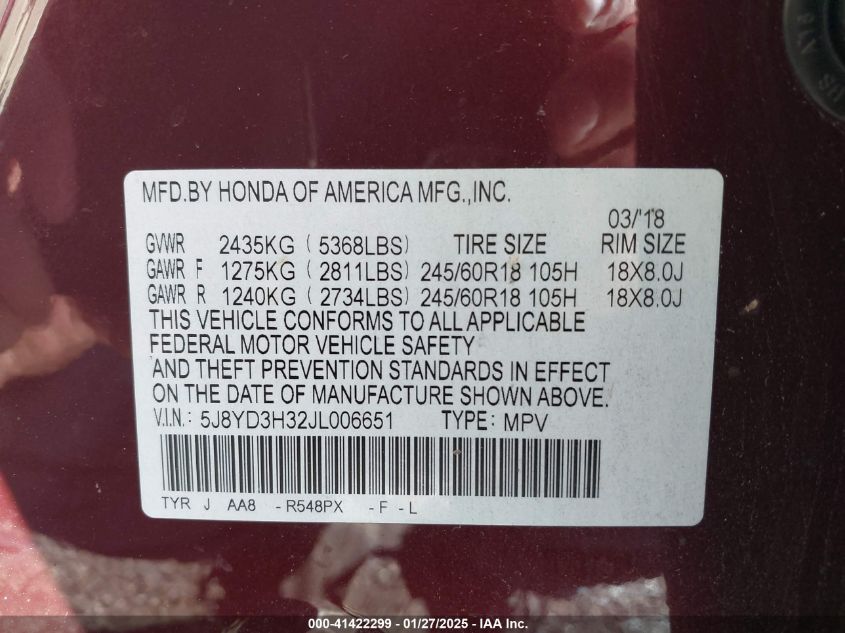 MFD.BY HONDA OF AMERICA MFG.,INC.
03/'18
GVWR 2435KG ( 5368LBS) TIRE SIZE RIM SIZE
GAWR F 1275KG ( 2811LBS) 245/60R18 105H 18X8.0J
GAWR R 1240KG ( 2734LBS) 245/60R18 105H 18X8.0J
THIS VEHICLE CONFORMS TO ALL APPLICABLE
FEDERAL MOTOR VEHICLE SAFETY
AND THEFT PREVENTION STANDARDS IN EFFECT
ON THE DATE OF MANUFACTURE SHOWN ABOVE.
V.I.N.: 5J8YD3H32JL006651 TYPE: MPV
TYR J AA8 -R548PX -F -L
000-41422299 - 01/27/2025 - IAA Inc.